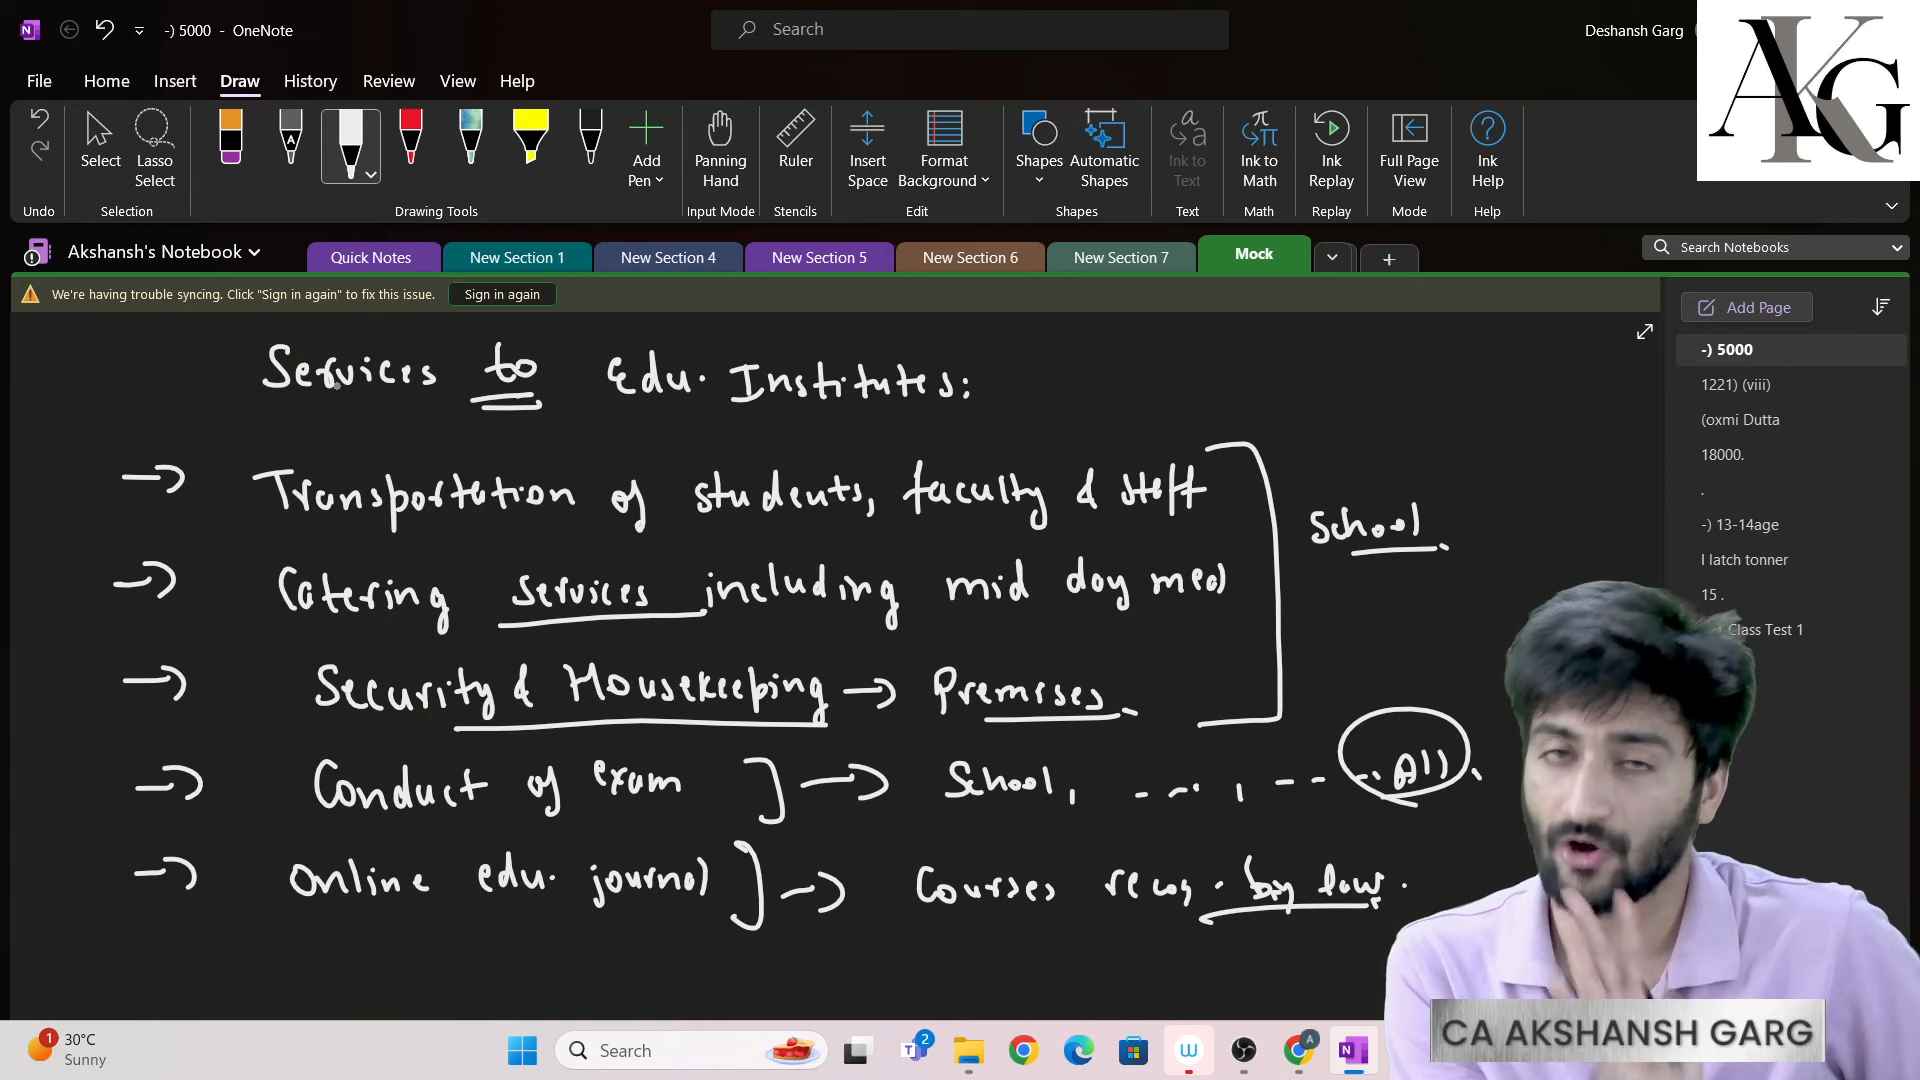 -) 5000 - OneNote
Search
Deshansh Garg
AKG
File Home Insert Draw History Review View Help
Select
Lasso Select
A
Add Pen
Panning Hand
Ruler
Insert Space
Format Background
Shapes
Automatic Shapes
Ink to Text
Ink to Math
Ink Replay
Full Page View
Ink Help
Undo Selection Drawing Tools Input Mode Stencils Edit Shapes Text Math Replay Mode Help
Akshansh's Notebook
Quick Notes New Section 1 New Section 4 New Section 5 New Section 6 New Section 7 Mock
Search Notebooks
We're having trouble syncing. Click "Sign in again" to fix this issue. Sign in again
Add Page
-) 5000
1221) (viii)
(oxmi Dutta
18000.
.
-) 13-14age
I latch tonner
15 .
Class Test 1
Services to Edu. Institutes:
-> Transportation of students, faculty & staff
School.
-> Catering services including mid day meal
-> Security & Housekeeping -> Premises.
-> Conduct of exam ] -> School, ----, ---- All.
-> Online edu. journal ] -> Courses recog. by law.
CA AKSHANSH GARG
1
30°C
Sunny
Search
2